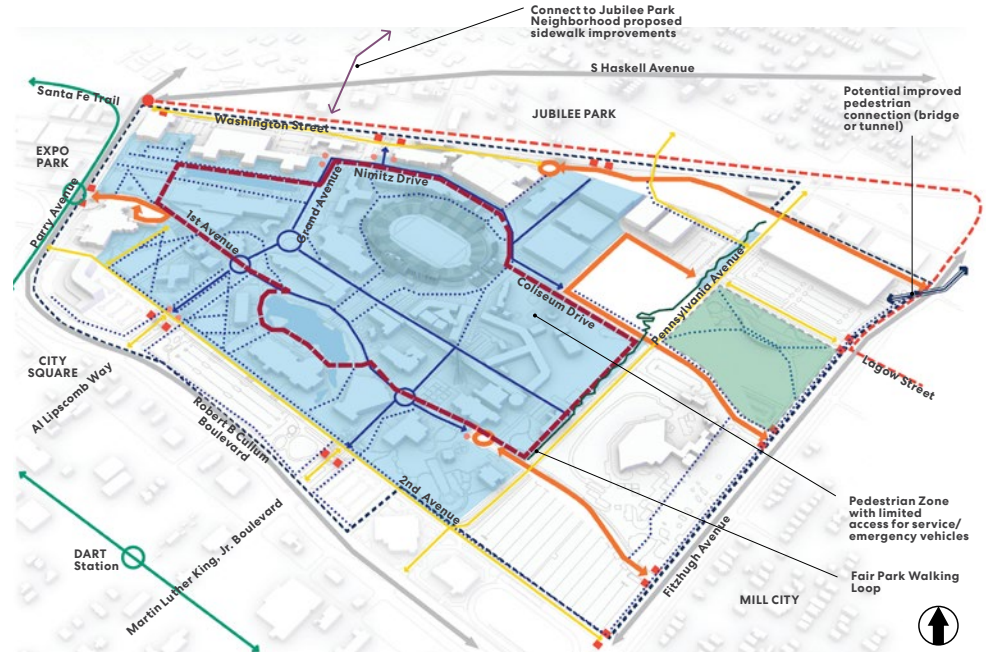 Connect to Jubilee Park
Neighborhood proposed
sidewalk improvements
S Haskell Avenue
Santa Fe Trail
Potential improved
pedestrian
connection (bridge
or tunnel)
Washington Street
JUBILEE PARK
EXPO
PARK
Nimitz Drive
Parry Avenue
Grand Avenue
1st Avenue
Coliseum Drive
Pennsylvania Avenue
CITY
SQUARE
Al Lipscomb Way
Lagow Street
Robert B Cullum
Boulevard
2nd Avenue
Pedestrian Zone
with limited
access for service/
emergency vehicles
DART
Station
Martin Luther King, Jr. Boulevard
Fitzhugh Avenue
Fair Park Walking
Loop
MILL CITY